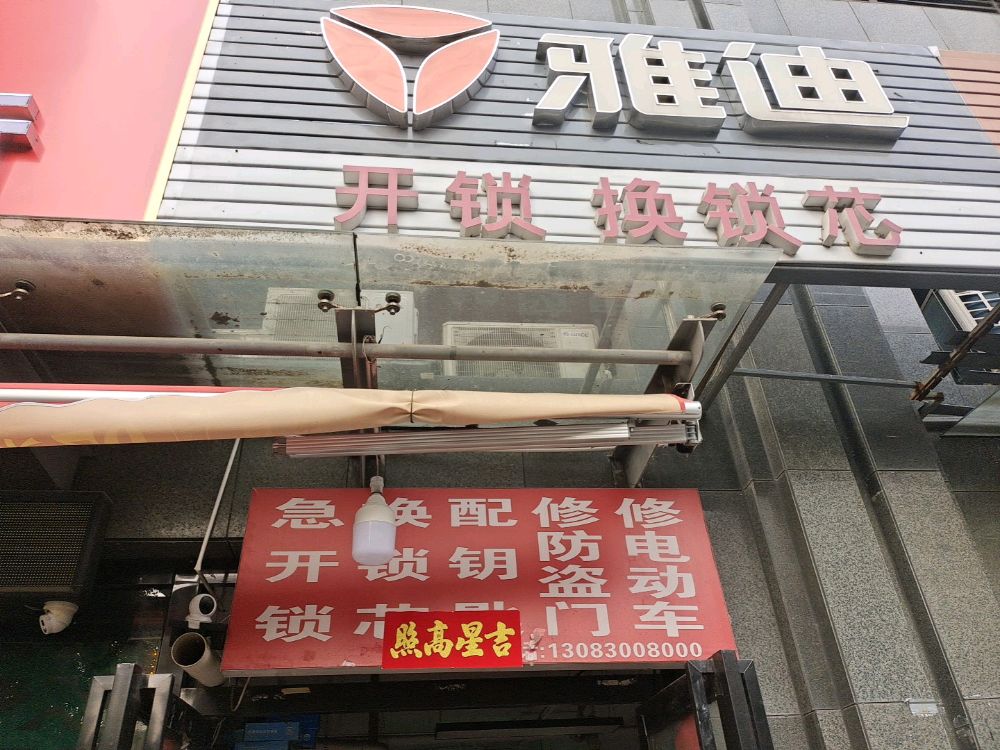 雅迪
开锁 换锁芯
急开锁
换锁芯
配钥匙
修防盗门
修电动车
照高星吉
:13083008000